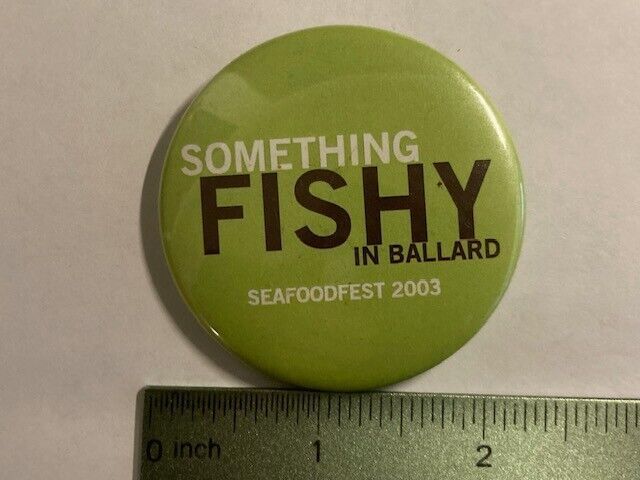 SOMETHING
FISHY
IN BALLARD
SEAFOODFEST 2003
0 inch 1 2